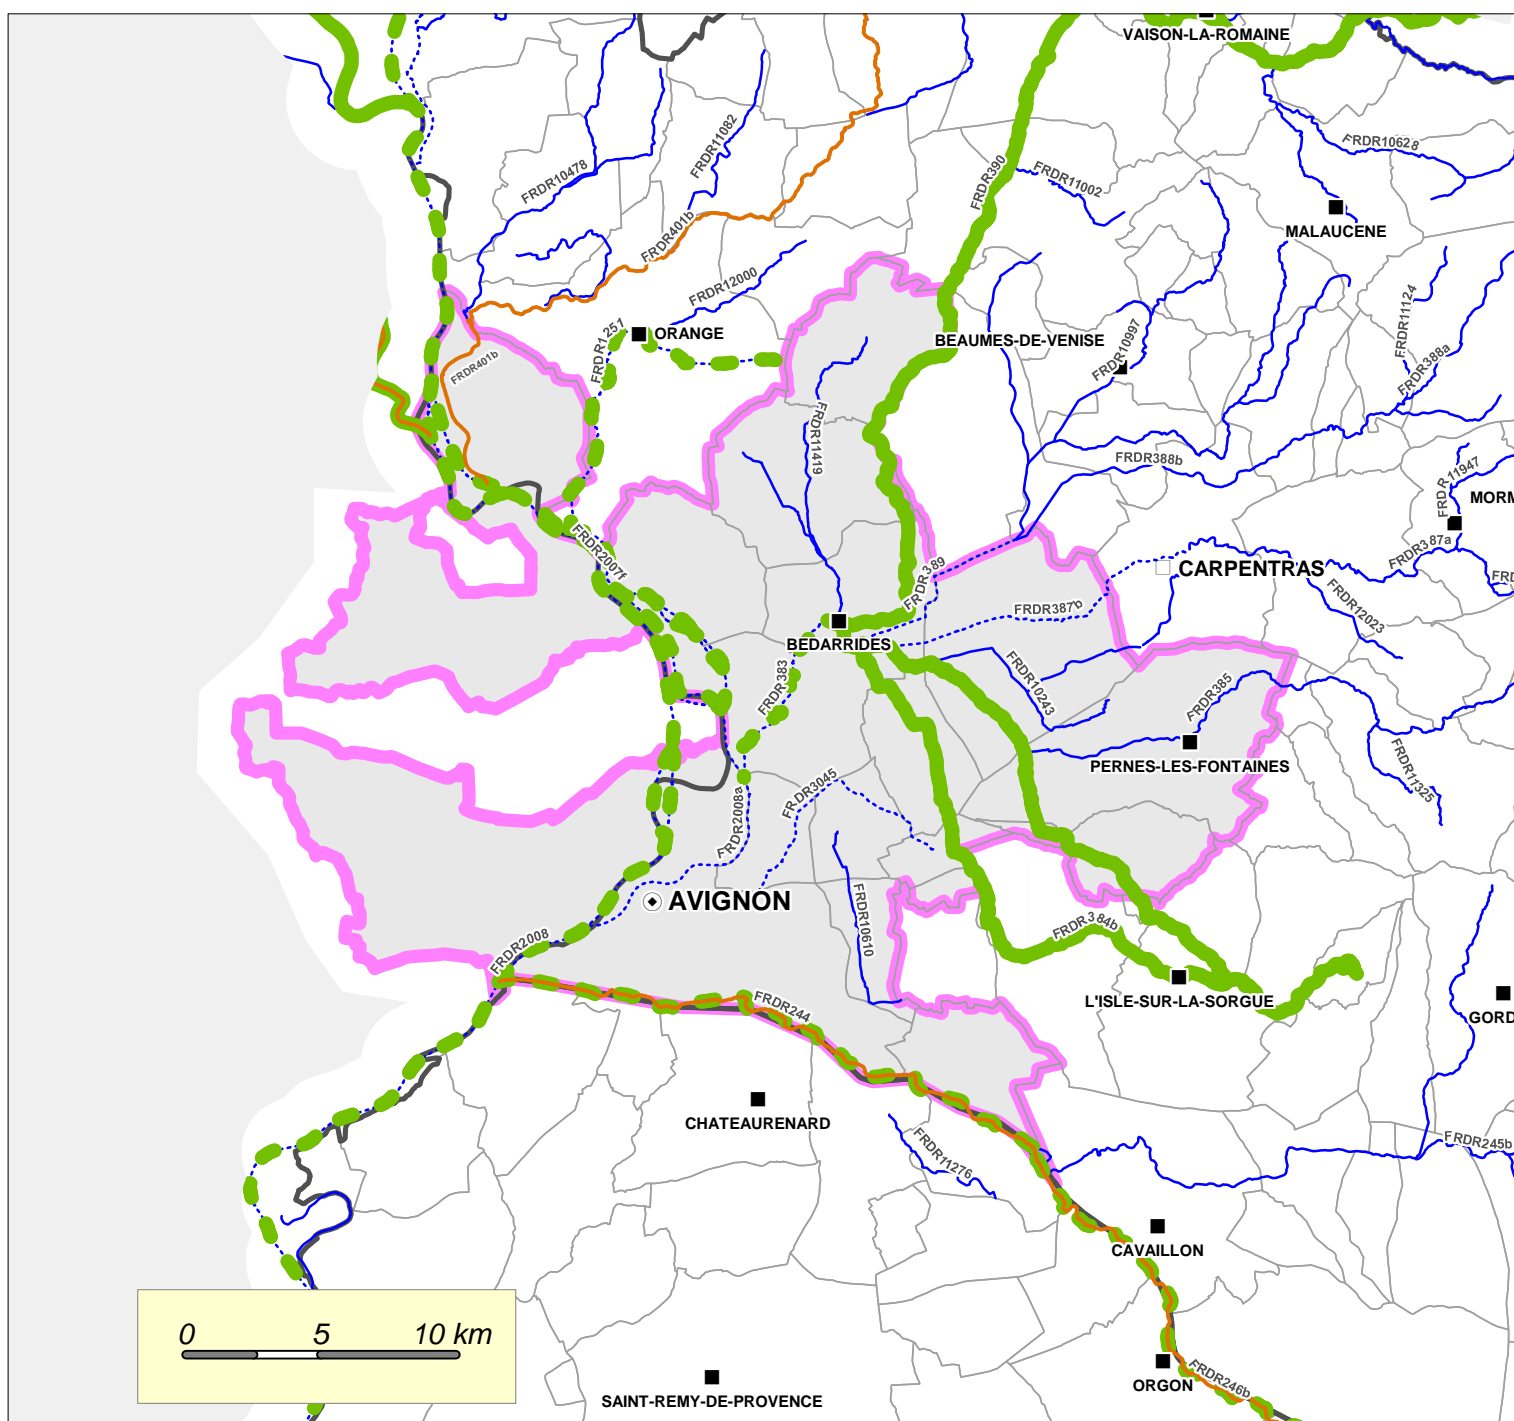 VAISON-LA-ROMAINE
FRDR11082
FRDR10628
FRDR10478
FRDR390
FRDR11002
MALAUCENE
FRDR401b
FRDR12000
FRDR11124
FRDR1251
ORANGE
BEAUMES-DE-VENISE
FRDR10997
FRDR401b
FRDR388a
FRDR11419
FRDR388b
FRDR11947
MORM
FRDR2007f
FRDR387a
CARPENTRAS
FRDR389
FRD
FRDR387b
FRDR12023
BEDARRIDES
FRDR383
FRDR10243
FRDR385
PERNES-LES-FONTAINES
FRDR11325
FRDR3045
FRDR2008a
AVIGNON
FRDR10610
FRDR384b
FRDR2008
L'ISLE-SUR-LA-SORGUE
FRDR244
GORD
CHATEAURENARD
FRDR11276
FRDR245b
CAVAILLON
0 5 10 km
ORGON
FRDR246b
SAINT-REMY-DE-PROVENCE